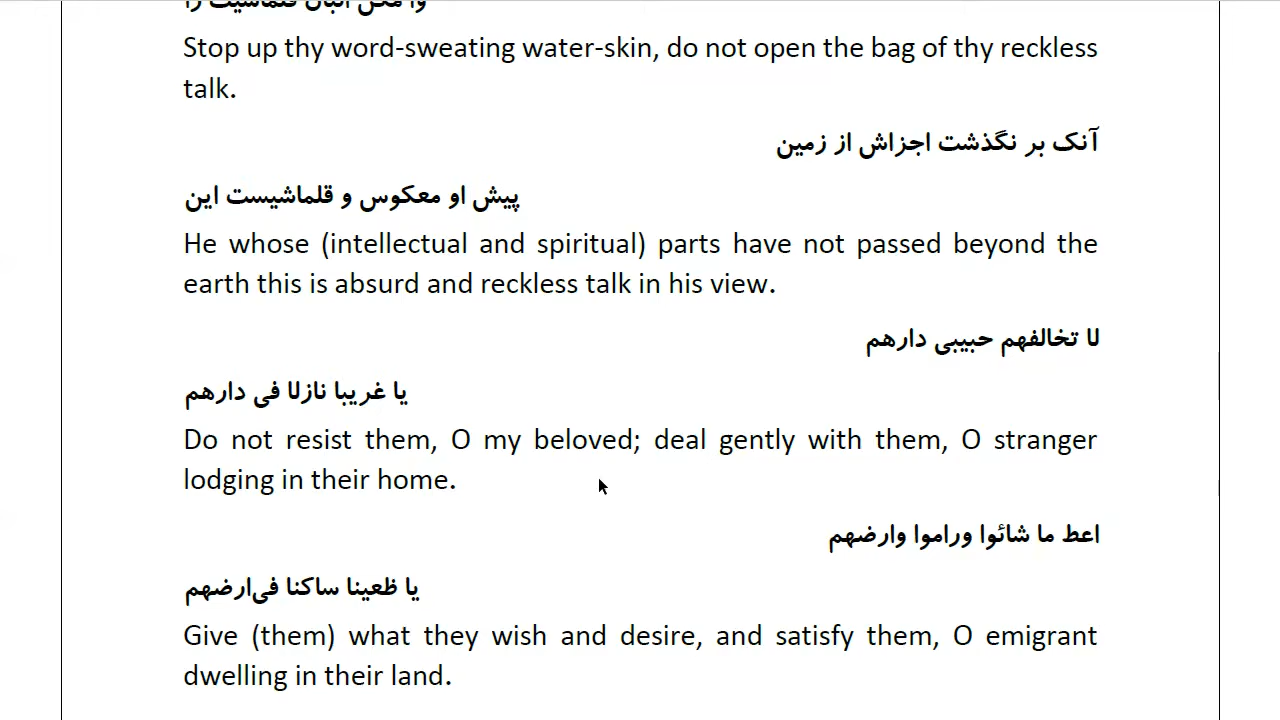 وا مکن انبان قلماشیت را
Stop up thy word-sweating water-skin, do not open the bag of thy reckless
talk.
آنک بر نگذشت اجزاش از زمین
پیش او معکوس و قلماشیست این
He whose (intellectual and spiritual) parts have not passed beyond the
earth this is absurd and reckless talk in his view.
لا تخالفهم حبیبی دارهم
یا غریبا نازلا فی دارهم
Do not resist them, O my beloved; deal gently with them, O stranger
lodging in their home.
اعط ما شائوا وراموا وارضهم
یا ظعینا ساکنا فی‌ارضهم
Give (them) what they wish and desire, and satisfy them, O emigrant
dwelling in their land.